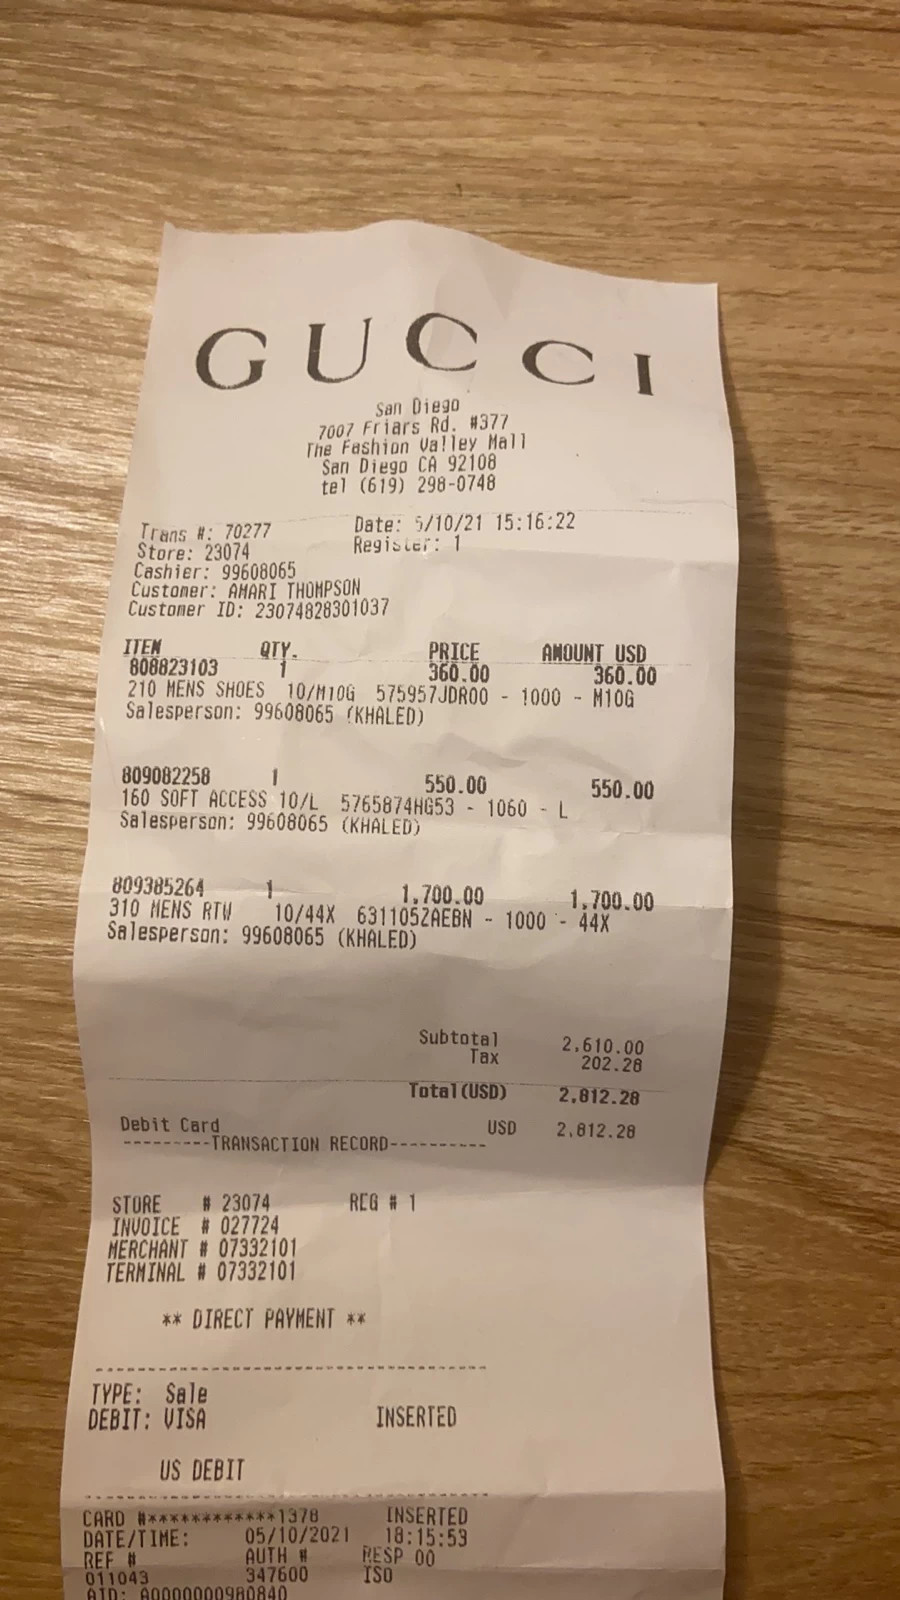 GUCCI
San Diego
7007 Friars Rd. #377
The Fashion Valley Mall
San Diego CA 92108
tel (619) 298-0748
Trans #: 70277 Date: 5/10/21 15:16:22
Store: 23074 Register: 1
Cashier: 99608065
Customer: AMARI THOMPSON
Customer ID: 23074828301037
ITEM QTY. PRICE AMOUNT USD
808823103 1 360.00 360.00
210 MENS SHOES 10/M10G 575957JDR00 - 1000 - M10G
Salesperson: 99608065 (KHALED)
809082258 1 550.00 550.00
160 SOFT ACCESS 10/L 5765874HG53 - 1060 - L
Salesperson: 99608065 (KHALED)
809385264 1 1,700.00 1,700.00
310 MENS RTW 10/44X 631105ZAEBN - 1000 - 44X
Salesperson: 99608065 (KHALED)
Subtotal 2,610.00
Tax 202.28
Total(USD) 2,812.28
Debit Card USD 2,812.28
---------TRANSACTION RECORD----------
STORE # 23074 REG # 1
INVOICE # 027724
MERCHANT # 07332101
TERMINAL # 07332101
** DIRECT PAYMENT **
TYPE: Sale
DEBIT: VISA INSERTED
US DEBIT
CARD #************1378 INSERTED
DATE/TIME: 05/10/2021 18:15:53
REF # AUTH # RESP 00
011043 347600 ISO
AID: A0000000980840